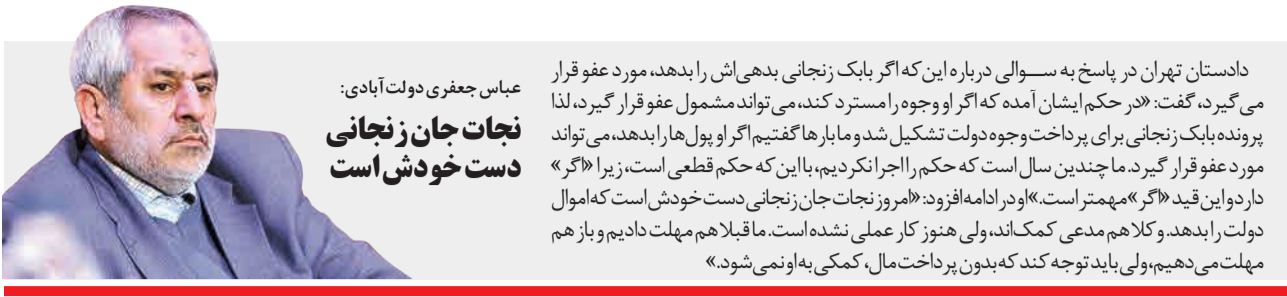 عباس جعفری دولت‌آبادی:
نجات جان زنجانی
دست خودش است
دادستان تهران در پاسخ به ســوالی درباره این‌که اگر بابک زنجانی بدهی‌اش را بدهد، مورد عفو قرار
می‌گیرد، گفت: «در حکم ایشان آمده که اگر او وجوه را مسترد کند، می‌تواند مشمول عفو قرار گیرد، لذا
پرونده بابک زنجانی برای پرداخت وجوه دولت تشکیل شد و ما بارها گفتیم اگر او پول‌ها را بدهد، می‌تواند
مورد عفو قرار گیرد. ما چندین سال است که حکم را اجرا نکردیم، با این‌که حکم قطعی است، زیرا «اگر»
دارد و این قید «اگر» مهمتر است.» او در ادامه افزود: «امروز نجات جان زنجانی دست خودش است که اموال
دولت را بدهد. وکلا هم مدعی کمک‌اند، ولی هنوز کار عملی نشده است. ما قبلا هم مهلت دادیم و باز هم
مهلت می‌دهیم، ولی باید توجه کند که بدون پرداخت مال، کمکی به او نمی‌شود.»